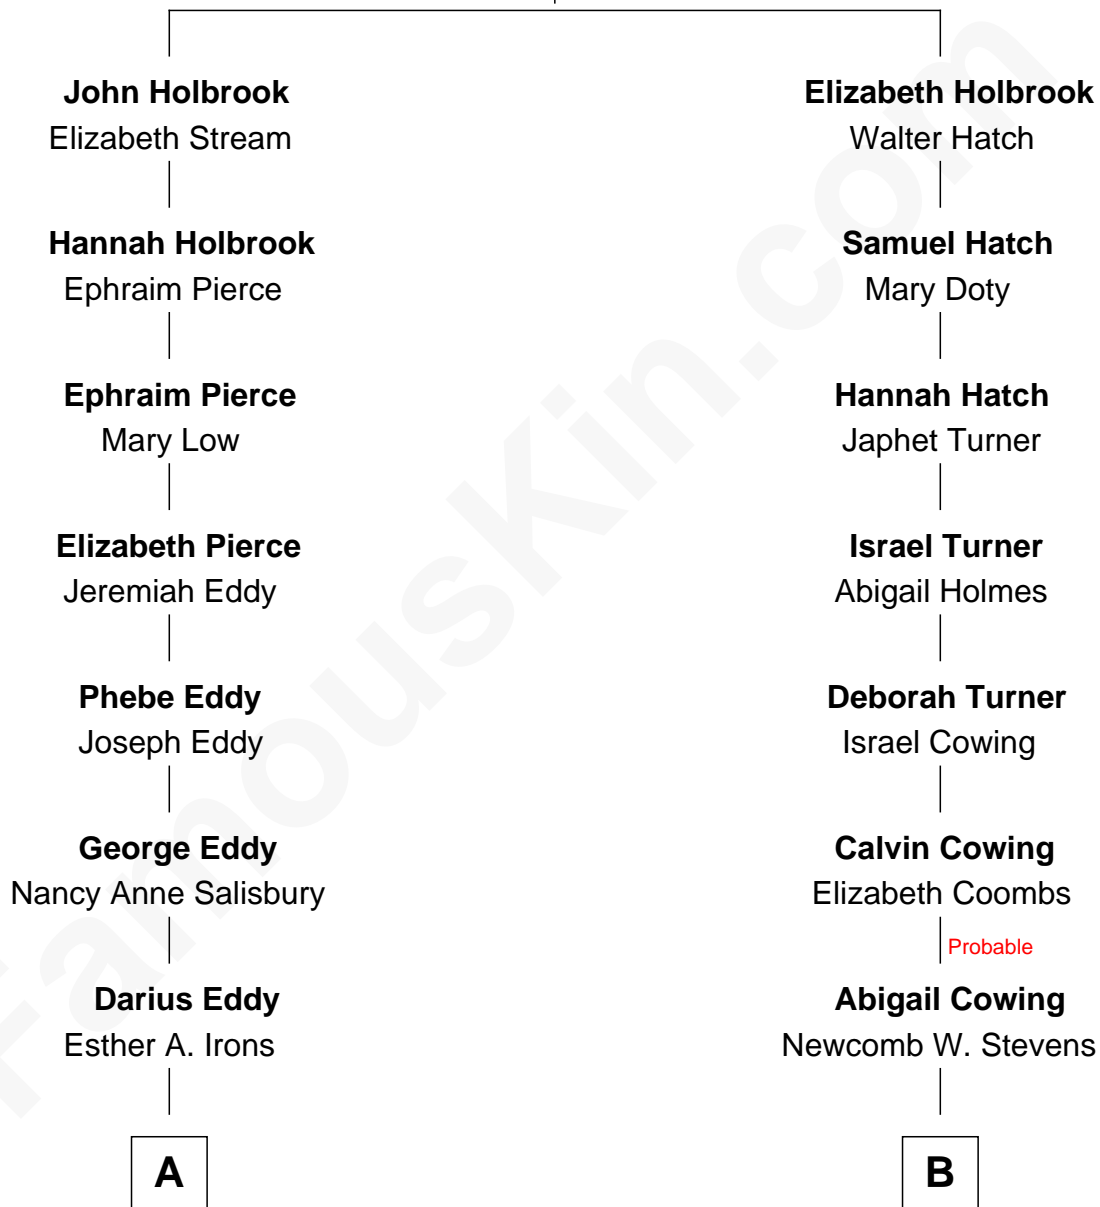 John Holbrook
Elizabeth Stream
Hannah Holbrook
Ephraim Pierce
Ephraim Pierce
Mary Low
Elizabeth Pierce
Jeremiah Eddy
Phebe Eddy
Joseph Eddy
George Eddy
Nancy Anne Salisbury
Darius Eddy
Esther A. Irons
A
Elizabeth Holbrook
Walter Hatch
Samuel Hatch
Mary Doty
Hannah Hatch
Japhet Turner
Israel Turner
Abigail Holmes
Deborah Turner
Israel Cowing
Calvin Cowing
Elizabeth Coombs
Probable
Abigail Cowing
Newcomb W. Stevens
B
FamousKin.com